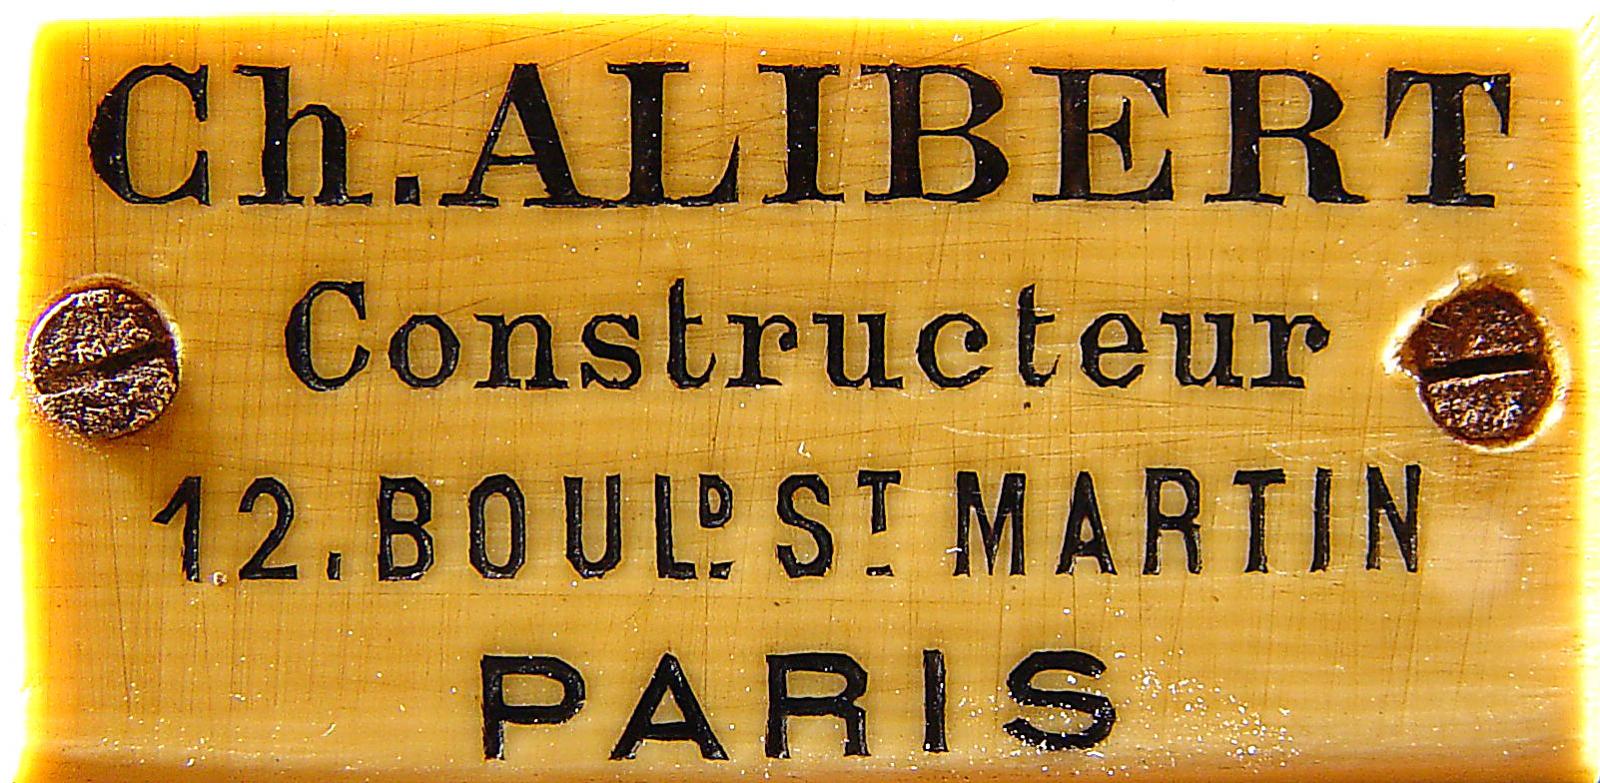 Ch. ALIBERT
Constructeur
12. BOULD. ST MARTIN
PARIS